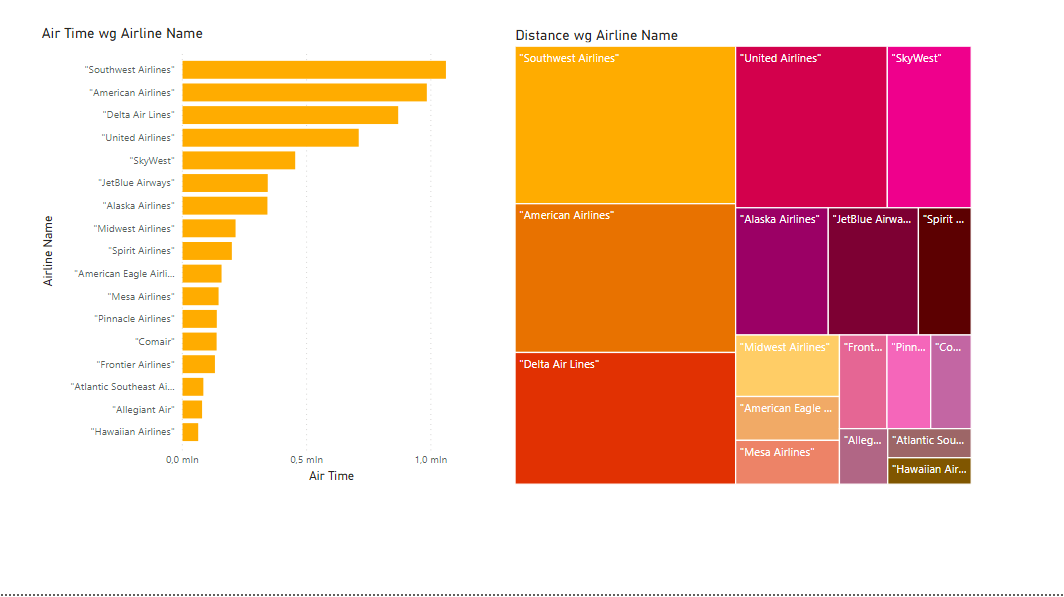 Air Time wg Airline Name
"Southwest Airlines"
"American Airlines"
"Delta Air Lines"
"United Airlines"
"SkyWest"
"JetBlue Airways"
"Alaska Airlines"
"Midwest Airlines"
"Spirit Airlines"
"American Eagle Airli...
"Mesa Airlines"
"Pinnacle Airlines"
"Comair"
"Frontier Airlines"
"Atlantic Southeast Ai...
"Allegiant Air"
"Hawaiian Airlines"
Airline Name
0,0 mln 0,5 mln 1,0 mln
Air Time
Distance wg Airline Name
"Southwest Airlines"
"American Airlines"
"Delta Air Lines"
"United Airlines"
"SkyWest"
"Alaska Airlines"
"JetBlue Airwa...
"Spirit ...
"Midwest Airlines"
"American Eagle ...
"Mesa Airlines"
"Front...
"Pinn...
"Co...
"Alleg...
"Atlantic Sou...
"Hawaiian Air...